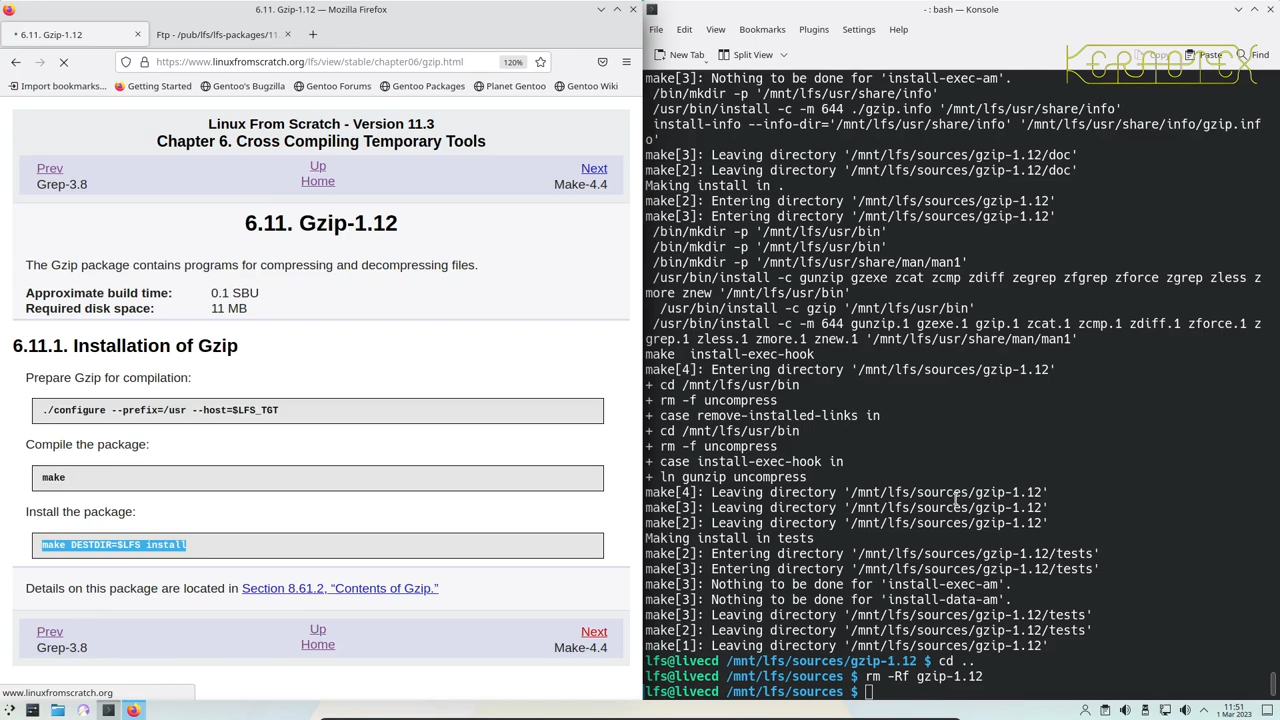 6.11. Gzip-1.12 — Mozilla Firefox
* 6.11. Gzip-1.12
Ftp - /pub/lfs/lfs-packages/11.
https://www.linuxfromscratch.org/lfs/view/stable/chapter06/gzip.htm
120%
Import bookmarks...
Getting Started
Gentoo's Bugzilla
Gentoo Forums
Gentoo Packages
Planet Gentoo
Gentoo Wiki
Linux From Scratch - Version 11.3
Chapter 6. Cross Compiling Temporary Tools
Prev
Up
Next
Grep-3.8
Home
Make-4.4
6.11. Gzip-1.12
The Gzip package contains programs for compressing and decompressing files.
Approximate build time: 0.1 SBU
Required disk space: 11 MB
6.11.1. Installation of Gzip
Prepare Gzip for compilation:
./configure --prefix=/usr --host=$LFS_TGT
Compile the package:
make
Install the package:
make DESTDIR=$LFS install
Details on this package are located in Section 8.61.2, “Contents of Gzip.”
Prev
Up
Next
Grep-3.8
Home
Make-4.4
www.linuxfromscratch.org
- : bash — Konsole
File Edit View Bookmarks Plugins Settings Help
New Tab
Split View
Copy
Paste
Find
KERNOTEX
make[3]: Nothing to be done for 'install-exec-am'.
/bin/mkdir -p '/mnt/lfs/usr/share/info'
/usr/bin/install -c -m 644 ./gzip.info '/mnt/lfs/usr/share/info'
install-info --info-dir='/mnt/lfs/usr/share/info' '/mnt/lfs/usr/share/info/gzip.inf
o'
make[3]: Leaving directory '/mnt/lfs/sources/gzip-1.12/doc'
make[2]: Leaving directory '/mnt/lfs/sources/gzip-1.12/doc'
Making install in .
make[2]: Entering directory '/mnt/lfs/sources/gzip-1.12'
make[3]: Entering directory '/mnt/lfs/sources/gzip-1.12'
/bin/mkdir -p '/mnt/lfs/usr/bin'
/bin/mkdir -p '/mnt/lfs/usr/bin'
/bin/mkdir -p '/mnt/lfs/usr/share/man/man1'
/usr/bin/install -c gunzip gzexe zcat zcmp zdiff zegrep zfgrep zforce zgrep zless z
more znew '/mnt/lfs/usr/bin'
/usr/bin/install -c gzip '/mnt/lfs/usr/bin'
/usr/bin/install -c -m 644 gunzip.1 gzexe.1 gzip.1 zcat.1 zcmp.1 zdiff.1 zforce.1 z
grep.1 zless.1 zmore.1 znew.1 '/mnt/lfs/usr/share/man/man1'
make  install-exec-hook
make[4]: Entering directory '/mnt/lfs/sources/gzip-1.12'
+ cd /mnt/lfs/usr/bin
+ rm -f uncompress
+ case remove-installed-links in
+ cd /mnt/lfs/usr/bin
+ rm -f uncompress
+ case install-exec-hook in
+ ln gunzip uncompress
make[4]: Leaving directory '/mnt/lfs/sources/gzip-1.12'
make[3]: Leaving directory '/mnt/lfs/sources/gzip-1.12'
make[2]: Leaving directory '/mnt/lfs/sources/gzip-1.12'
Making install in tests
make[2]: Entering directory '/mnt/lfs/sources/gzip-1.12/tests'
make[3]: Entering directory '/mnt/lfs/sources/gzip-1.12/tests'
make[3]: Nothing to be done for 'install-exec-am'.
make[3]: Nothing to be done for 'install-data-am'.
make[3]: Leaving directory '/mnt/lfs/sources/gzip-1.12/tests'
make[2]: Leaving directory '/mnt/lfs/sources/gzip-1.12/tests'
make[1]: Leaving directory '/mnt/lfs/sources/gzip-1.12'
lfs@livecd /mnt/lfs/sources/gzip-1.12 $ cd ..
lfs@livecd /mnt/lfs/sources $ rm -Rf gzip-1.12
lfs@livecd /mnt/lfs/sources $
11:51
1 Mar 2023